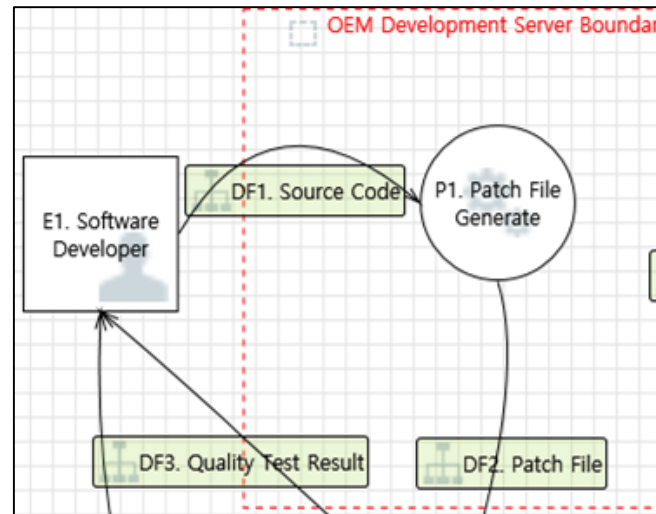 OEM Development Server Boundar
DF1. Source Code
P1. Patch File
Generate
E1. Software
Developer
DF3. Quality Test Result
DF2. Patch File